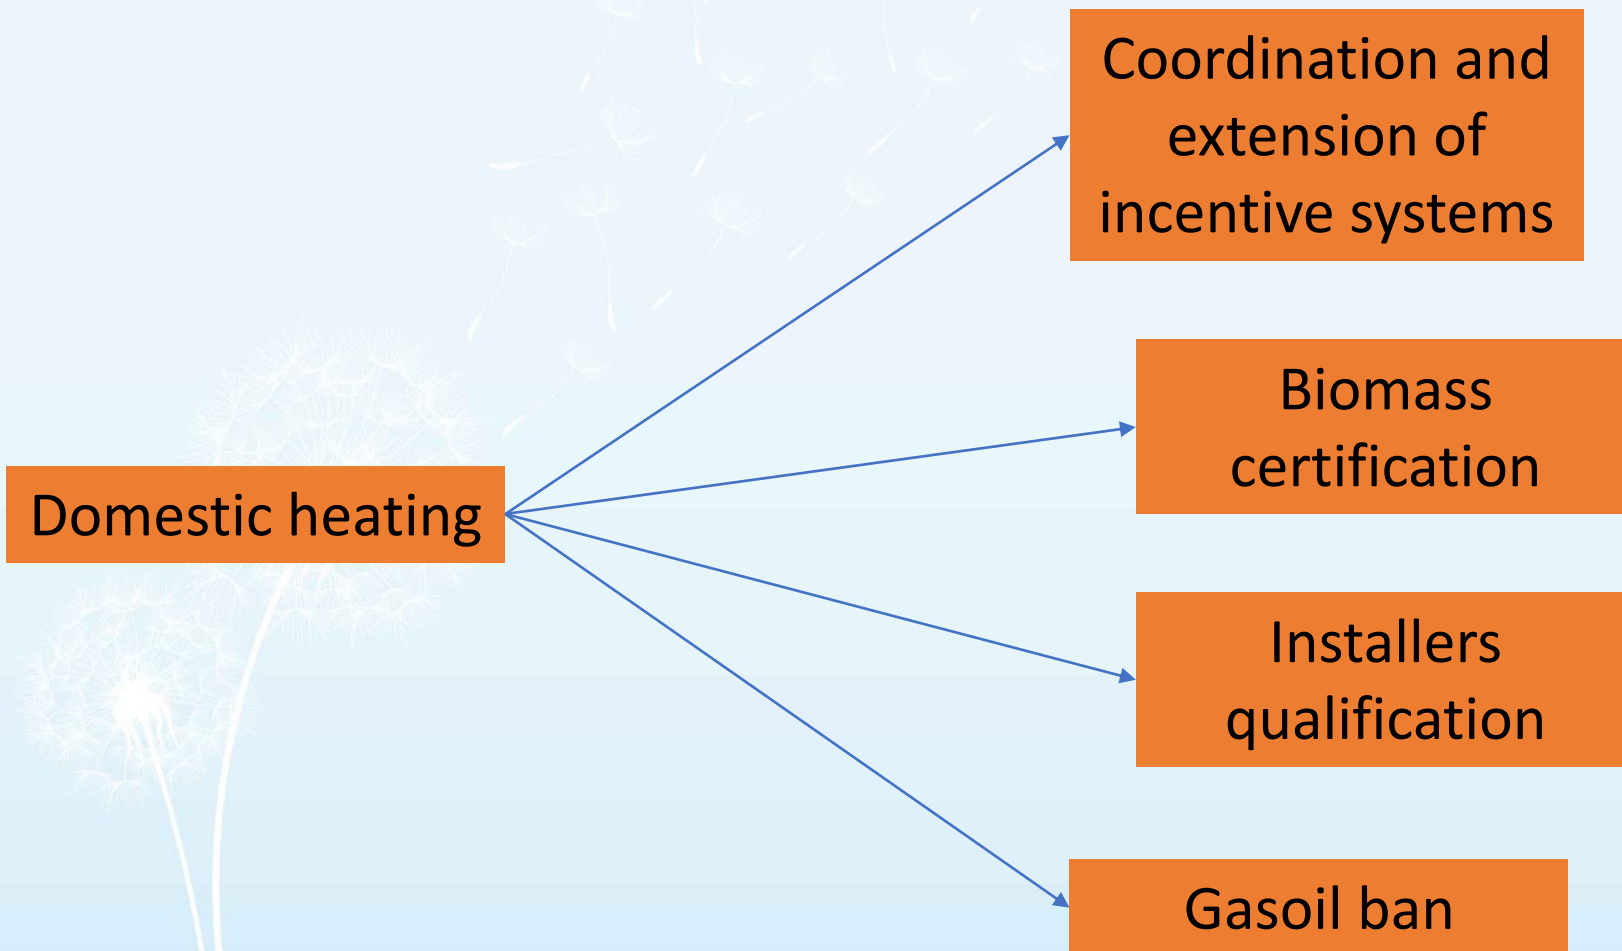 Coordination and
extension of
incentive systems
Biomass
certification
Domestic heating
Installers
qualification
Gasoil ban